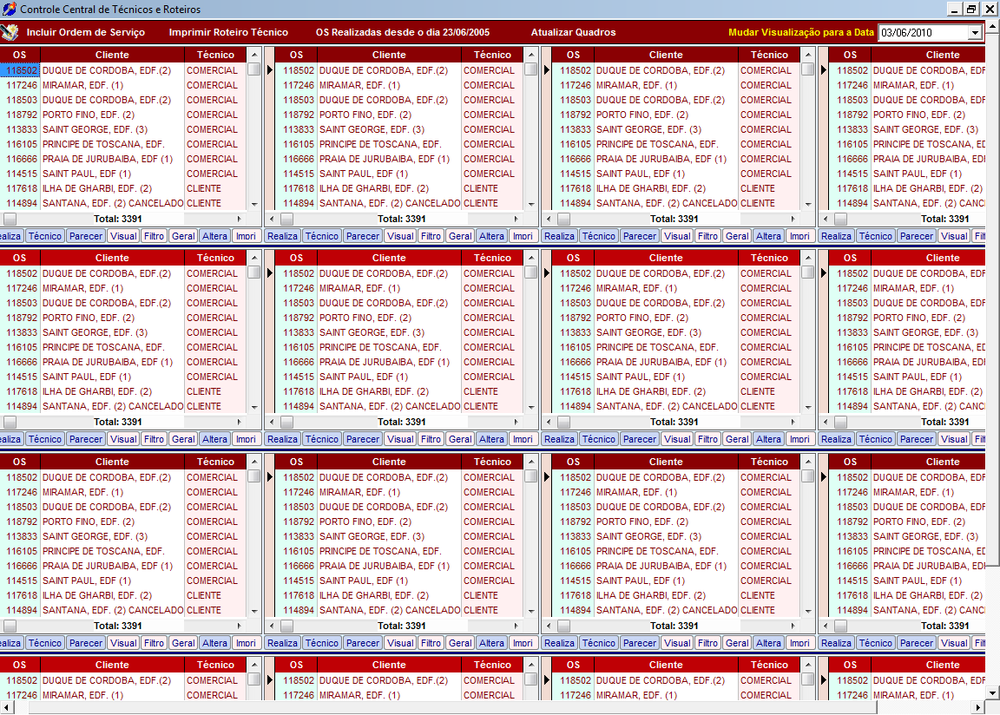 Controle Central de Técnicos e Roteiros
Incluir Ordem de Serviço Imprimir Roteiro Técnico OS Realizadas desde o dia 23/06/2005 Atualizar Quadros Mudar Visualização para a Data 03/06/2010
OS Cliente Técnico OS Cliente Técnico OS Cliente Técnico OS Cliente
118502 DUQUE DE CORDOBA, EDF.(2) COMERCIAL 118502 DUQUE DE CORDOBA, EDF.(2) COMERCIAL 118502 DUQUE DE CORDOBA, EDF.(2) COMERCIAL 118502 DUQUE DE CORDOBA, EDF
117246 MIRAMAR, EDF. (1) COMERCIAL 117246 MIRAMAR, EDF. (1) COMERCIAL 117246 MIRAMAR, EDF. (1) COMERCIAL 117246 MIRAMAR, EDF. (1)
118503 DUQUE DE CORDOBA, EDF.(2) COMERCIAL 118503 DUQUE DE CORDOBA, EDF.(2) COMERCIAL 118503 DUQUE DE CORDOBA, EDF.(2) COMERCIAL 118503 DUQUE DE CORDOBA, EDF
118792 PORTO FINO, EDF. (2) COMERCIAL 118792 PORTO FINO, EDF. (2) COMERCIAL 118792 PORTO FINO, EDF. (2) COMERCIAL 118792 PORTO FINO, EDF. (2)
113833 SAINT GEORGE, EDF. (3) COMERCIAL 113833 SAINT GEORGE, EDF. (3) COMERCIAL 113833 SAINT GEORGE, EDF. (3) COMERCIAL 113833 SAINT GEORGE, EDF. (3)
116105 PRINCIPE DE TOSCANA, EDF. COMERCIAL 116105 PRINCIPE DE TOSCANA, EDF. COMERCIAL 116105 PRINCIPE DE TOSCANA, EDF. COMERCIAL 116105 PRINCIPE DE TOSCANA, ED
116666 PRAIA DE JURUBAIBA, EDF (1) COMERCIAL 116666 PRAIA DE JURUBAIBA, EDF (1) COMERCIAL 116666 PRAIA DE JURUBAIBA, EDF (1) COMERCIAL 116666 PRAIA DE JURUBAIBA, EDI
114515 SAINT PAUL, EDF (1) COMERCIAL 114515 SAINT PAUL, EDF (1) COMERCIAL 114515 SAINT PAUL, EDF (1) COMERCIAL 114515 SAINT PAUL, EDF (1)
117618 ILHA DE GHARBI, EDF. (2) CLIENTE 117618 ILHA DE GHARBI, EDF. (2) CLIENTE 117618 ILHA DE GHARBI, EDF. (2) CLIENTE 117618 ILHA DE GHARBI, EDF. (2)
114894 SANTANA, EDF. (2) CANCELADO CLIENTE 114894 SANTANA, EDF. (2) CANCELADO CLIENTE 114894 SANTANA, EDF. (2) CANCELADO CLIENTE 114894 SANTANA, EDF. (2) CANC
Total: 3391 Total: 3391 Total: 3391 Total: 3391
ealiza Técnico Parecer Visual Filtro Geral Altera Impri Realiza Técnico Parecer Visual Filtro Geral Altera Impri Realiza Técnico Parecer Visual Filtro Geral Altera Impri Realiza Técnico Parecer Visual Filt
OS Cliente Técnico OS Cliente Técnico OS Cliente Técnico OS Cliente
118502 DUQUE DE CORDOBA, EDF.(2) COMERCIAL 118502 DUQUE DE CORDOBA, EDF.(2) COMERCIAL 118502 DUQUE DE CORDOBA, EDF.(2) COMERCIAL 118502 DUQUE DE CORDOBA, EDF
117246 MIRAMAR, EDF. (1) COMERCIAL 117246 MIRAMAR, EDF. (1) COMERCIAL 117246 MIRAMAR, EDF. (1) COMERCIAL 117246 MIRAMAR, EDF. (1)
118503 DUQUE DE CORDOBA, EDF.(2) COMERCIAL 118503 DUQUE DE CORDOBA, EDF.(2) COMERCIAL 118503 DUQUE DE CORDOBA, EDF.(2) COMERCIAL 118503 DUQUE DE CORDOBA, EDF
118792 PORTO FINO, EDF. (2) COMERCIAL 118792 PORTO FINO, EDF. (2) COMERCIAL 118792 PORTO FINO, EDF. (2) COMERCIAL 118792 PORTO FINO, EDF. (2)
113833 SAINT GEORGE, EDF. (3) COMERCIAL 113833 SAINT GEORGE, EDF. (3) COMERCIAL 113833 SAINT GEORGE, EDF. (3) COMERCIAL 113833 SAINT GEORGE, EDF. (3)
116105 PRINCIPE DE TOSCANA, EDF. COMERCIAL 116105 PRINCIPE DE TOSCANA, EDF. COMERCIAL 116105 PRINCIPE DE TOSCANA, EDF. COMERCIAL 116105 PRINCIPE DE TOSCANA, ED
116666 PRAIA DE JURUBAIBA, EDF (1) COMERCIAL 116666 PRAIA DE JURUBAIBA, EDF (1) COMERCIAL 116666 PRAIA DE JURUBAIBA, EDF (1) COMERCIAL 116666 PRAIA DE JURUBAIBA, EDI
114515 SAINT PAUL, EDF (1) COMERCIAL 114515 SAINT PAUL, EDF (1) COMERCIAL 114515 SAINT PAUL, EDF (1) COMERCIAL 114515 SAINT PAUL, EDF (1)
117618 ILHA DE GHARBI, EDF. (2) CLIENTE 117618 ILHA DE GHARBI, EDF. (2) CLIENTE 117618 ILHA DE GHARBI, EDF. (2) CLIENTE 117618 ILHA DE GHARBI, EDF. (2)
114894 SANTANA, EDF. (2) CANCELADO CLIENTE 114894 SANTANA, EDF. (2) CANCELADO CLIENTE 114894 SANTANA, EDF. (2) CANCELADO CLIENTE 114894 SANTANA, EDF. (2) CANC
Total: 3391 Total: 3391 Total: 3391 Total: 3391
ealiza Técnico Parecer Visual Filtro Geral Altera Impri Realiza Técnico Parecer Visual Filtro Geral Altera Impri Realiza Técnico Parecer Visual Filtro Geral Altera Impri Realiza Técnico Parecer Visual Filt
OS Cliente Técnico OS Cliente Técnico OS Cliente Técnico OS Cliente
118502 DUQUE DE CORDOBA, EDF.(2) COMERCIAL 118502 DUQUE DE CORDOBA, EDF.(2) COMERCIAL 118502 DUQUE DE CORDOBA, EDF.(2) COMERCIAL 118502 DUQUE DE CORDOBA, EDF
117246 MIRAMAR, EDF. (1) COMERCIAL 117246 MIRAMAR, EDF. (1) COMERCIAL 117246 MIRAMAR, EDF. (1) COMERCIAL 117246 MIRAMAR, EDF. (1)
118503 DUQUE DE CORDOBA, EDF.(2) COMERCIAL 118503 DUQUE DE CORDOBA, EDF.(2) COMERCIAL 118503 DUQUE DE CORDOBA, EDF.(2) COMERCIAL 118503 DUQUE DE CORDOBA, EDF
118792 PORTO FINO, EDF. (2) COMERCIAL 118792 PORTO FINO, EDF. (2) COMERCIAL 118792 PORTO FINO, EDF. (2) COMERCIAL 118792 PORTO FINO, EDF. (2)
113833 SAINT GEORGE, EDF. (3) COMERCIAL 113833 SAINT GEORGE, EDF. (3) COMERCIAL 113833 SAINT GEORGE, EDF. (3) COMERCIAL 113833 SAINT GEORGE, EDF. (3)
116105 PRINCIPE DE TOSCANA, EDF. COMERCIAL 116105 PRINCIPE DE TOSCANA, EDF. COMERCIAL 116105 PRINCIPE DE TOSCANA, EDF. COMERCIAL 116105 PRINCIPE DE TOSCANA, ED
116666 PRAIA DE JURUBAIBA, EDF (1) COMERCIAL 116666 PRAIA DE JURUBAIBA, EDF (1) COMERCIAL 116666 PRAIA DE JURUBAIBA, EDF (1) COMERCIAL 116666 PRAIA DE JURUBAIBA, EDI
114515 SAINT PAUL, EDF (1) COMERCIAL 114515 SAINT PAUL, EDF (1) COMERCIAL 114515 SAINT PAUL, EDF (1) COMERCIAL 114515 SAINT PAUL, EDF (1)
117618 ILHA DE GHARBI, EDF. (2) CLIENTE 117618 ILHA DE GHARBI, EDF. (2) CLIENTE 117618 ILHA DE GHARBI, EDF. (2) CLIENTE 117618 ILHA DE GHARBI, EDF. (2)
114894 SANTANA, EDF. (2) CANCELADO CLIENTE 114894 SANTANA, EDF. (2) CANCELADO CLIENTE 114894 SANTANA, EDF. (2) CANCELADO CLIENTE 114894 SANTANA, EDF. (2) CANC
Total: 3391 Total: 3391 Total: 3391 Total: 3391
ealiza Técnico Parecer Visual Filtro Geral Altera Impri Realiza Técnico Parecer Visual Filtro Geral Altera Impri Realiza Técnico Parecer Visual Filtro Geral Altera Impri Realiza Técnico Parecer Visual Filt
OS Cliente Técnico OS Cliente Técnico OS Cliente Técnico OS Cliente
118502 DUQUE DE CORDOBA, EDF.(2) COMERCIAL 118502 DUQUE DE CORDOBA, EDF.(2) COMERCIAL 118502 DUQUE DE CORDOBA, EDF.(2) COMERCIAL 118502 DUQUE DE CORDOBA, EDF
117246 MIRAMAR, EDF. (1) COMERCIAL 117246 MIRAMAR, EDF. (1) COMERCIAL 117246 MIRAMAR, EDF. (1) COMERCIAL 117246 MIRAMAR, EDF. (1)